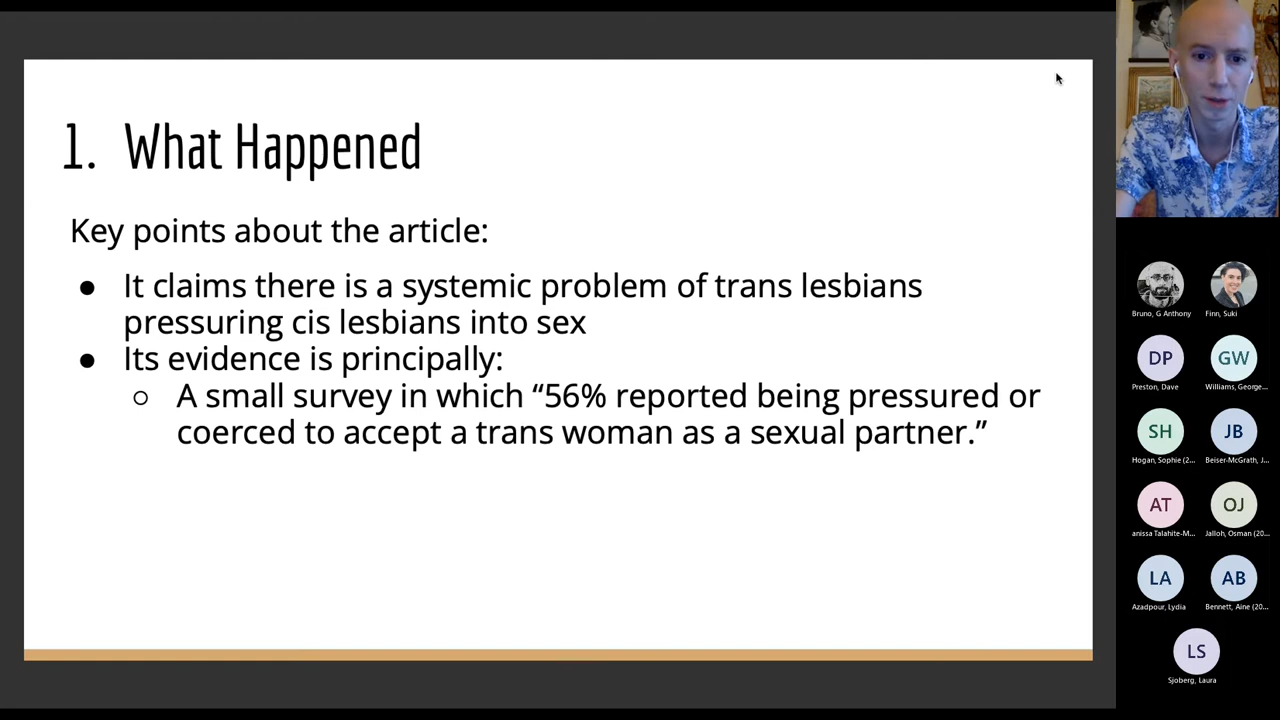 1. What Happened
Key points about the article:
● It claims there is a systemic problem of trans lesbians
pressuring cis lesbians into sex
● Its evidence is principally:
○ A small survey in which “56% reported being pressured or
coerced to accept a trans woman as a sexual partner.”
Bruno, G Anthony
Finn, Suki
DP
Preston, Dave
GW
Williams, George...
SH
Hogan, Sophie (2...
JB
Beiser-McGrath, J...
AT
anissa Talahite-M...
OJ
Jalloh, Osman (20...
LA
Azadpour, Lydia
AB
Bennett, Aine (20...
LS
Sjoberg, Laura